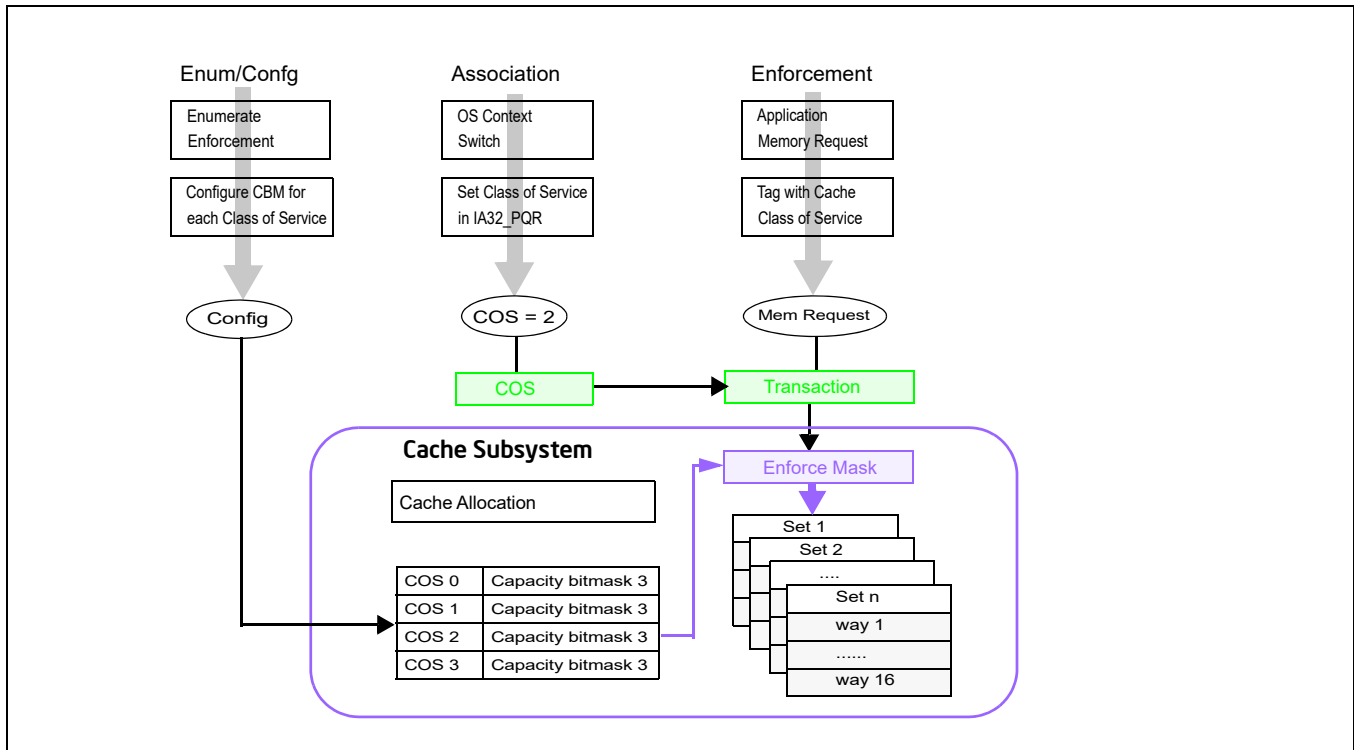 Enum/Confg
Association
Enforcement
Enumerate
Enforcement
OS Context
Switch
Application
Memory Request
Configure CBM for
each Class of Service
Set Class of Service
in IA32_PQR
Tag with Cache
Class of Service
Config
COS = 2
Mem Request
COS
Transaction
Cache Subsystem
Enforce Mask
Cache Allocation
Set 1
Set 2
....
Set n
way 1
......
way 16
COS 0 Capacity bitmask 3
COS 1 Capacity bitmask 3
COS 2 Capacity bitmask 3
COS 3 Capacity bitmask 3